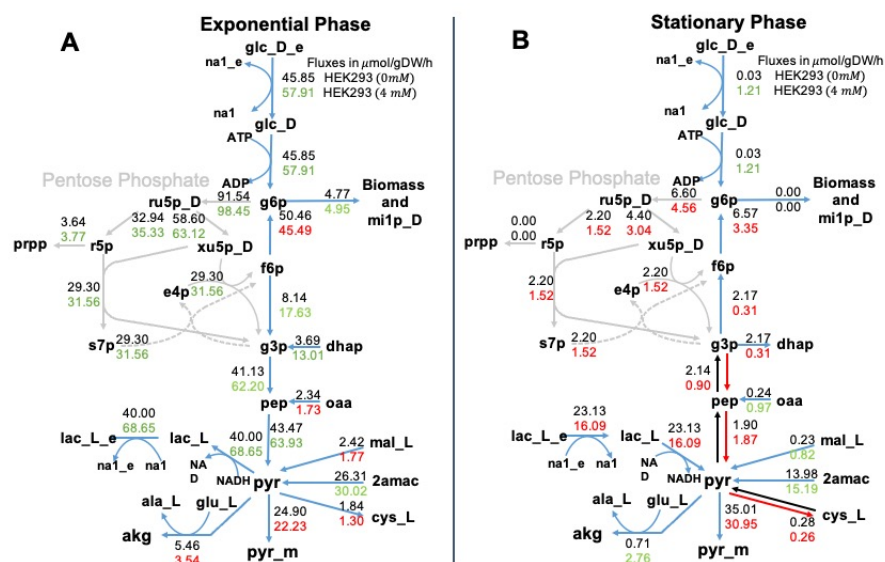 Exponential Phase
A
glc_D_e
na1_e
Fluxes in μmol/gDW/h
45.85 HEK293 (0mM)
57.91 HEK293 (4 mM)
na1
glc_D
ATP
45.85
57.91
ADP
Pentose Phosphate
ru5p_D
91.54
98.45
g6p
4.77
4.95
Biomass
and
mi1p_D
3.64
3.77
32.94
35.33
58.60
63.12
50.46
45.49
prpp
r5p
xu5p_D
f6p
29.30
31.56
e4p
29.30
31.56
8.14
17.63
s7p
29.30
31.56
g3p
3.69
13.01
dhap
41.13
62.20
pep
2.34
1.73
oaa
40.00
68.65
lac_L_e
lac_L
40.00
68.65
43.47
63.93
2.42
1.77
mal_L
na1_e
na1
NA
D
NADH
pyr
26.31
30.02
2amac
ala_L
glu_L
1.84
1.30
cys_L
24.90
22.23
akg
5.46
3.54
pyr_m
Stationary Phase
B
glc_D_e
na1_e
Fluxes in μmol/gDW/h
0.03 HEK293 (0mM)
1.21 HEK293 (4 mM)
na1
glc_D
ATP
0.03
1.21
ADP
Pentose Phosphate
ru5p_D
6.60
4.56
g6p
0.00
0.00
Biomass
and
mi1p_D
0.00
0.00
2.20
1.52
4.40
3.04
6.57
3.35
prpp
r5p
xu5p_D
f6p
2.20
1.52
e4p
2.20
1.52
2.17
0.31
s7p
2.20
1.52
g3p
2.17
0.31
dhap
2.14
0.90
pep
0.24
0.97
oaa
23.13
16.09
lac_L_e
lac_L
23.13
16.09
1.90
1.87
0.23
0.82
mal_L
na1_e
na1
NA
D
NADH
pyr
13.98
15.19
2amac
ala_L
glu_L
cys_L
0.28
0.26
35.01
30.95
akg
0.71
2.76
pyr_m